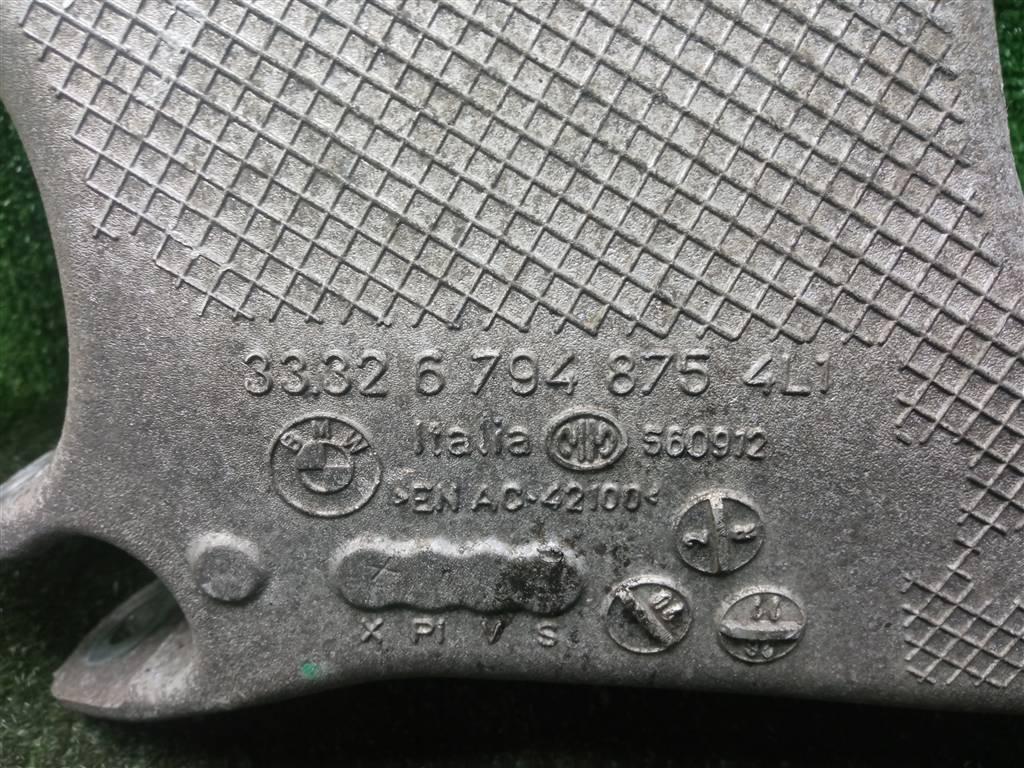 33.32 6 794 875 4L1
BMW Italia 560912
>EN AC-42100<
X P1 V S